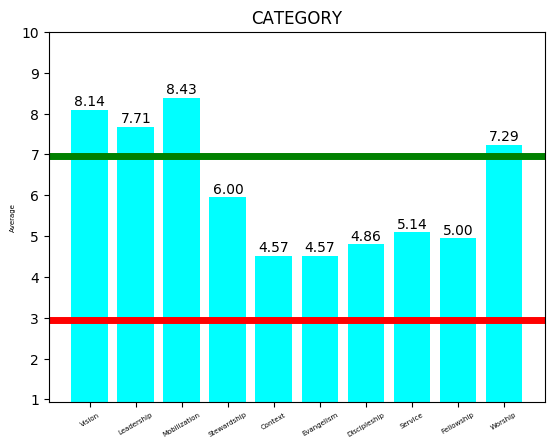 CATEGORY
10
9
8
7
6
5
4
3
2
1
Average
8.14
7.71
8.43
6.00
4.57
4.57
4.86
5.14
5.00
7.29
Vision
Leadership
Mobilization
Stewardship
Context
Evangelism
Discipleship
Service
Fellowship
Worship